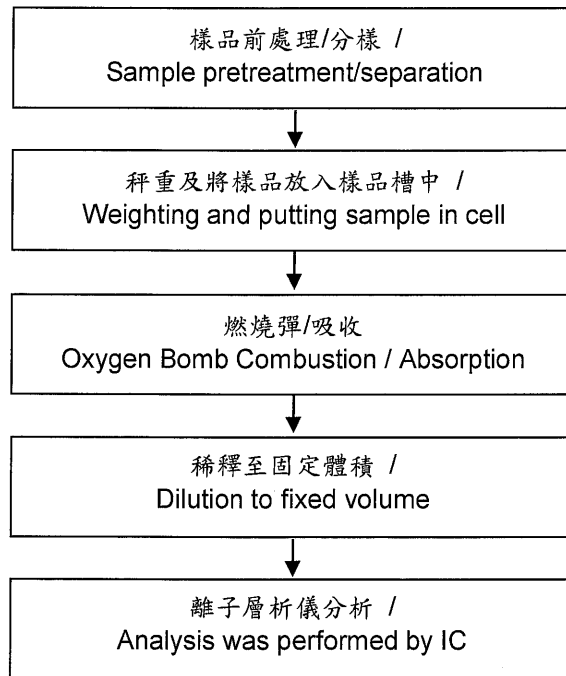 樣品前處理/分樣 /
Sample pretreatment/separation
秤重及將樣品放入樣品槽中 /
Weighting and putting sample in cell
燃燒彈/吸收
Oxygen Bomb Combustion / Absorption
稀釋至固定體積 /
Dilution to fixed volume
離子層析儀分析 /
Analysis was performed by IC